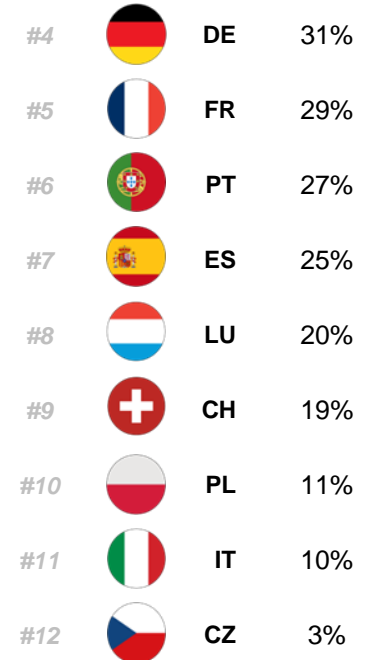 #4 DE 31%
#5 FR 29%
#6 PT 27%
#7 ES 25%
#8 LU 20%
#9 CH 19%
#10 PL 11%
#11 IT 10%
#12 CZ 3%